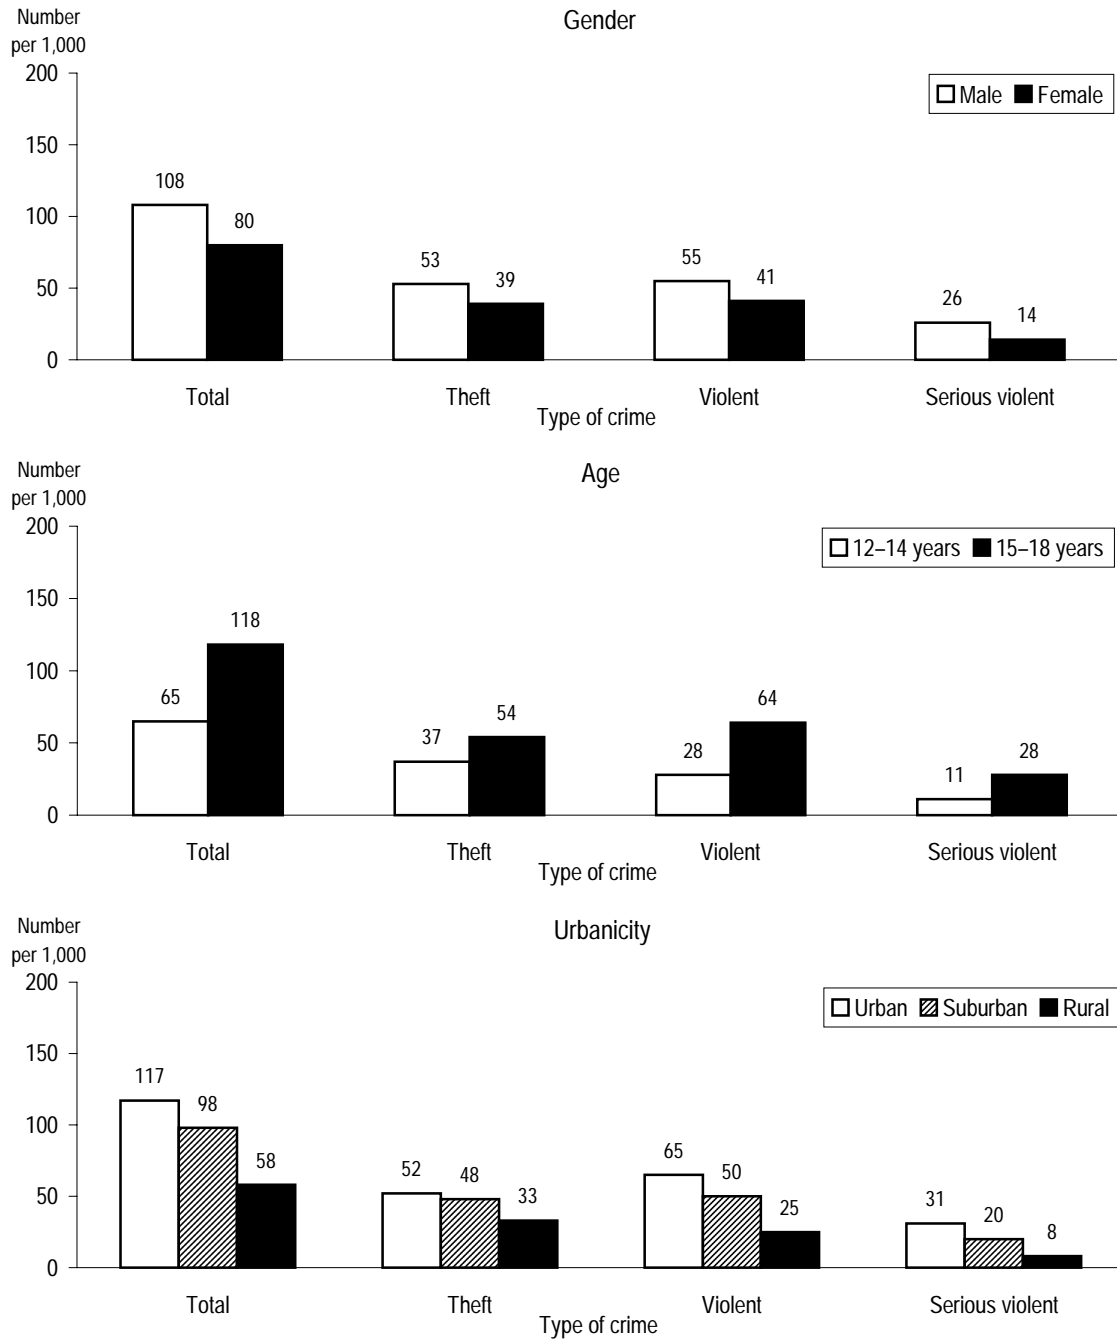 Gender
Number
per 1,000
200
Male Female
150
108
100
80
53
39
55
41
50
26
14
0
Total Theft Violent Serious violent
Type of crime
Age
Number
per 1,000
200
12–14 years 15–18 years
150
118
100
65
37
54
28
64
50
11
28
0
Total Theft Violent Serious violent
Type of crime
Urbanicity
Number
per 1,000
200
Urban Suburban Rural
150
117
98
100
58
52
48
33
65
50
25
50
31
20
8
0
Total Theft Violent Serious violent
Type of crime